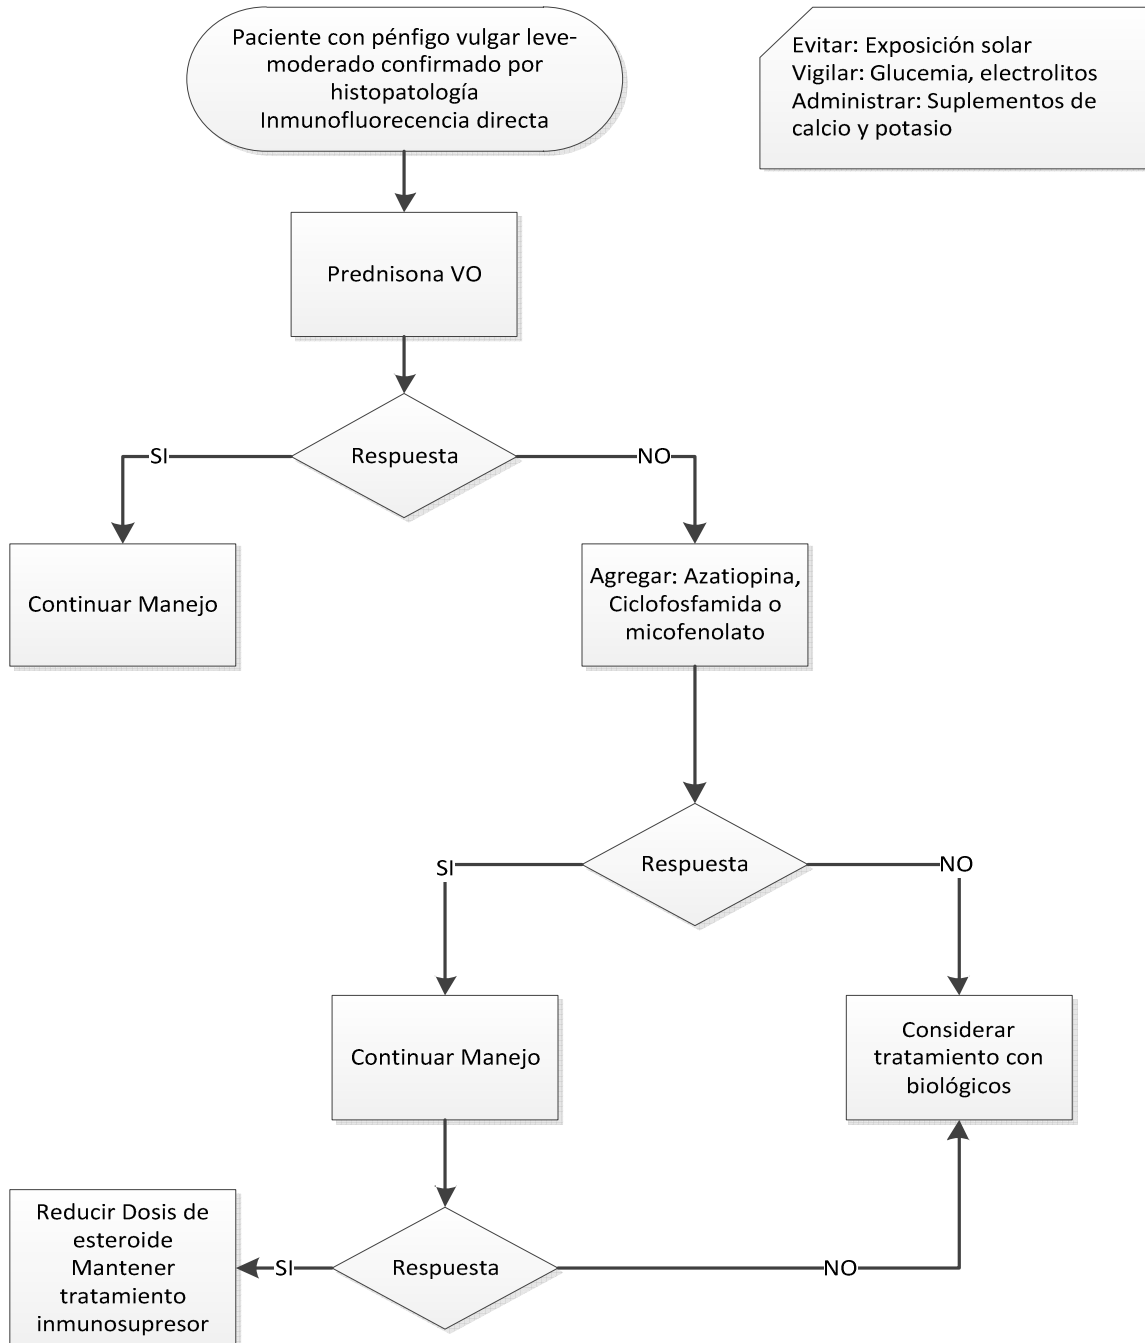 Paciente con pénfigo vulgar leve-
moderado confirmado por
histopatología
Inmunofluorecencia directa
Evitar: Exposición solar
Vigilar: Glucemia, electrolitos
Administrar: Suplementos de
calcio y potasio
Prednisona VO
Respuesta
SI
NO
Continuar Manejo
Agregar: Azatiopina,
Ciclofosfamida o
micofenolato
Respuesta
SI
NO
Continuar Manejo
Considerar
tratamiento con
biológicos
Respuesta
SI
NO
Reducir Dosis de
esteroide
Mantener
tratamiento
inmunosupresor